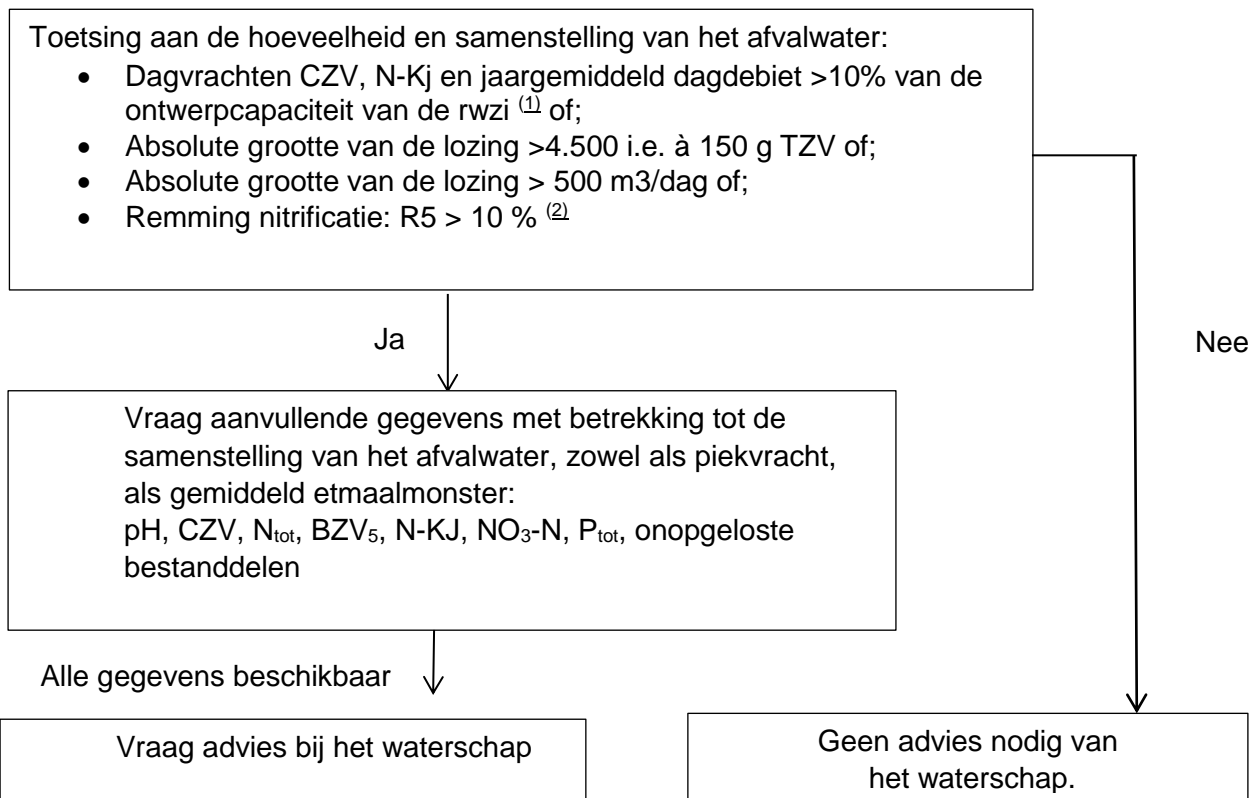 Toetsing aan de hoeveelheid en samenstelling van het afvalwater:
• Dagvrachten CZV, N-Kj en jaargemiddeld dagdebiet >10% van de
ontwerpcapaciteit van de rwzi (1) of;
• Absolute grootte van de lozing >4.500 i.e. à 150 g TZV of;
• Absolute grootte van de lozing > 500 m3/dag of;
• Remming nitrificatie: R5 > 10 % (2)
Ja
Nee
Vraag aanvullende gegevens met betrekking tot de
samenstelling van het afvalwater, zowel als piekvracht,
als gemiddeld etmaalmonster:
pH, CZV, Ntot, BZV5, N-KJ, NO3-N, Ptot, onopgeloste
bestanddelen
Alle gegevens beschikbaar
Vraag advies bij het waterschap
Geen advies nodig van
het waterschap.